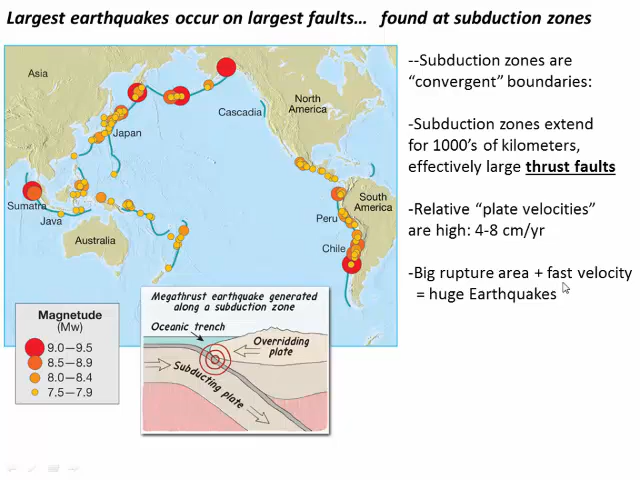 Largest earthquakes occur on largest faults… found at subduction zones
Asia
Japan
Cascadia
North
America
Sumatra
Java
Australia
Peru
South
America
Chile
Magnetude
(Mw)
9.0–9.5
8.5–8.9
8.0–8.4
7.5–7.9
Megathrust earthquake generated
along a subduction zone
Oceanic trench
Overriding
plate
Subducting plate
--Subduction zones are
“convergent” boundaries:
-Subduction zones extend
for 1000’s of kilometers,
effectively large thrust faults
-Relative “plate velocities”
are high: 4-8 cm/yr
-Big rupture area + fast velocity
= huge Earthquakes